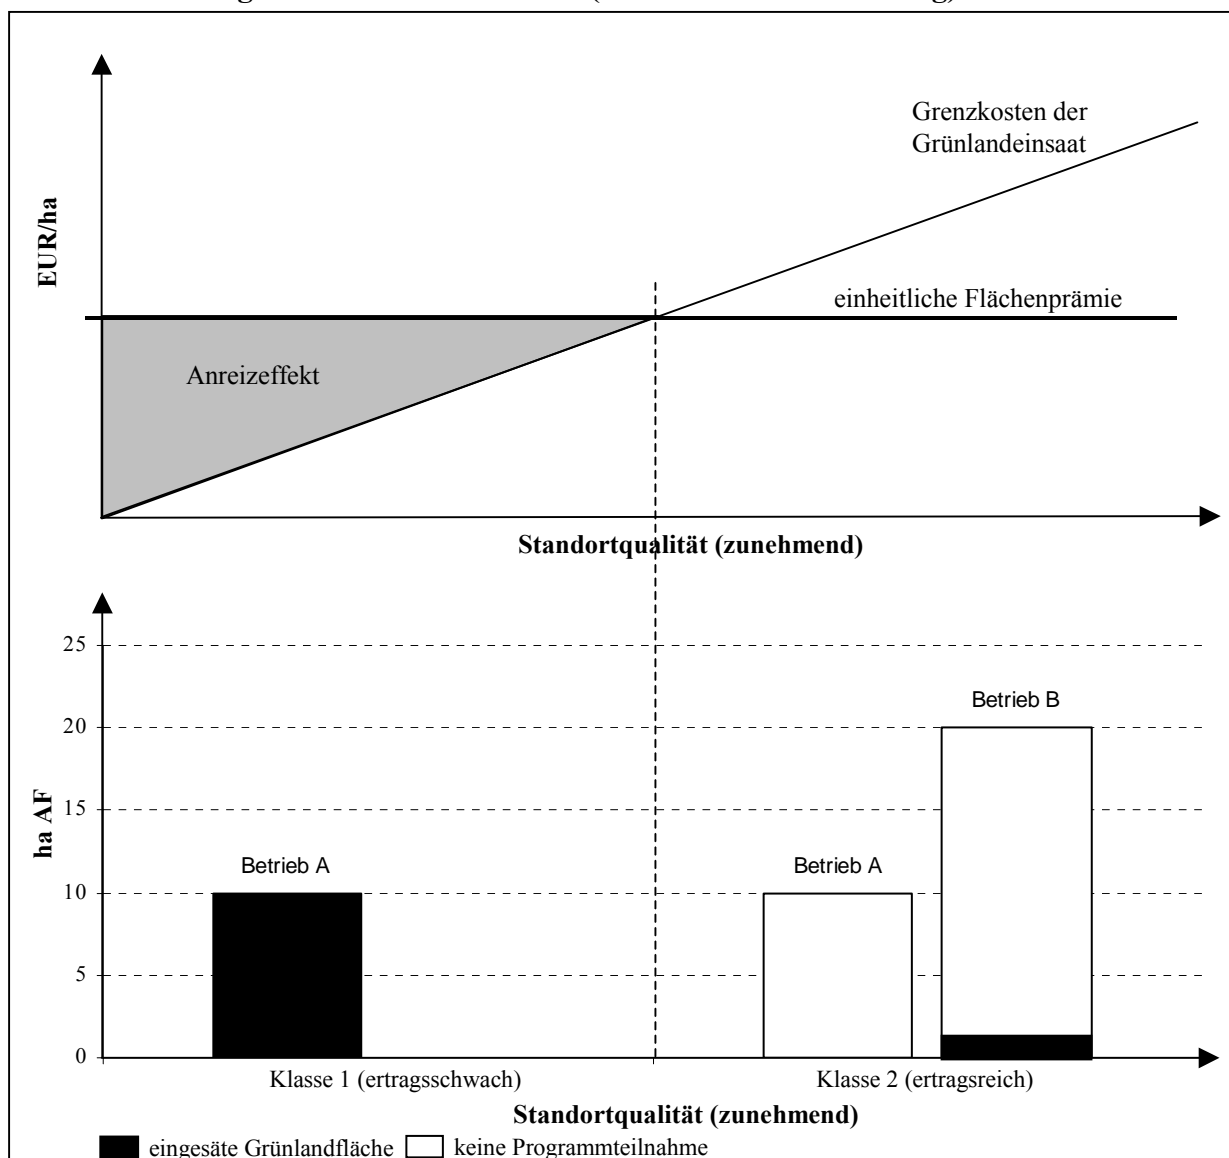 Grenzkosten der
Grünlandeinsaat
EUR/ha
einheitliche Flächenprämie
Anreizeffekt
Standortqualität (zunehmend)
25
20
15
10
5
0
ha AF
Betrieb B
Betrieb A
Betrieb A
Klasse 1 (ertragsschwach)
Klasse 2 (ertragsreich)
Standortqualität (zunehmend)
eingesäte Grünlandfläche
keine Programmteilnahme